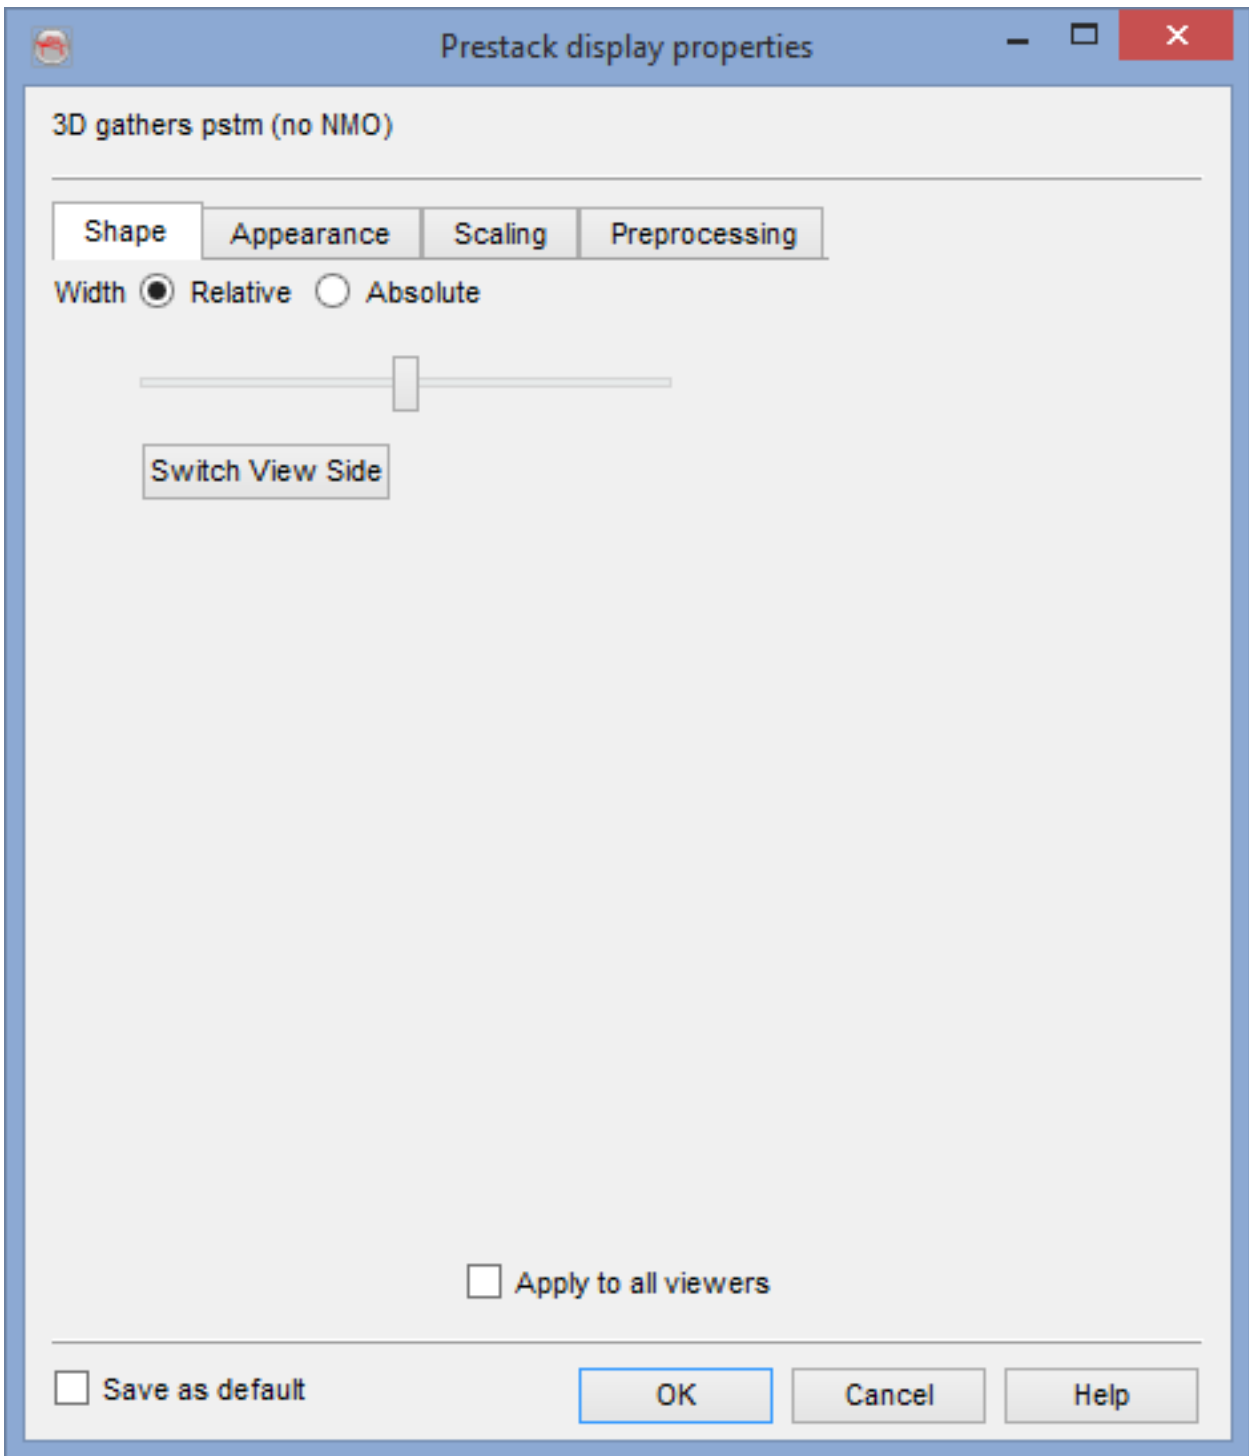 Prestack display properties
3D gathers pstm (no NMO)
Shape Appearance Scaling Preprocessing
Width Relative Absolute
Switch View Side
Apply to all viewers
Save as default OK Cancel Help